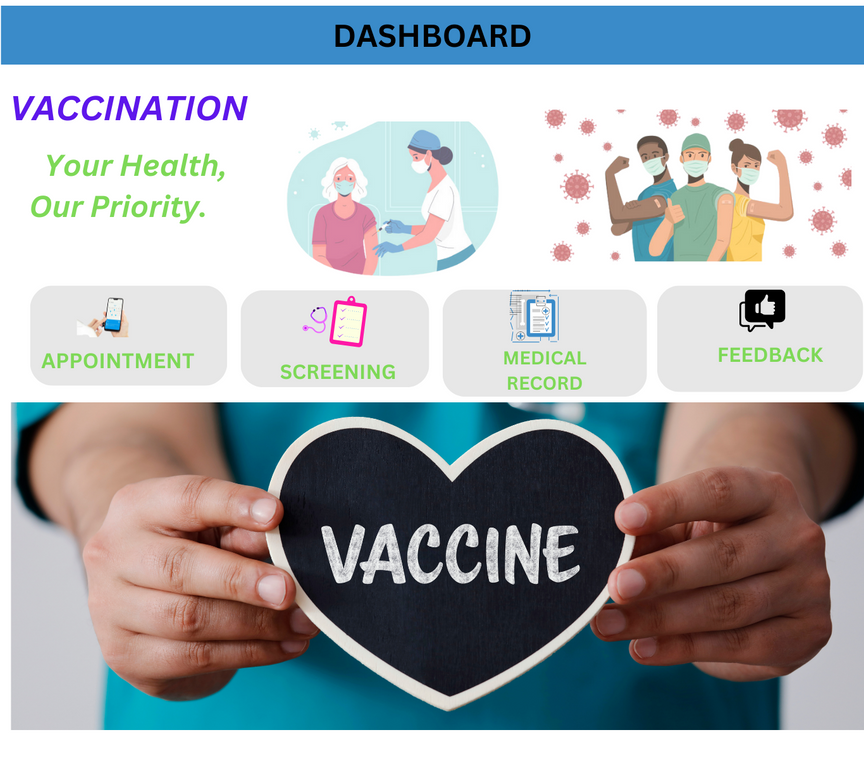 DASHBOARD
VACCINATION
Your Health,
Our Priority.
APPOINTMENT
SCREENING
MEDICAL
RECORD
FEEDBACK
VACCINE